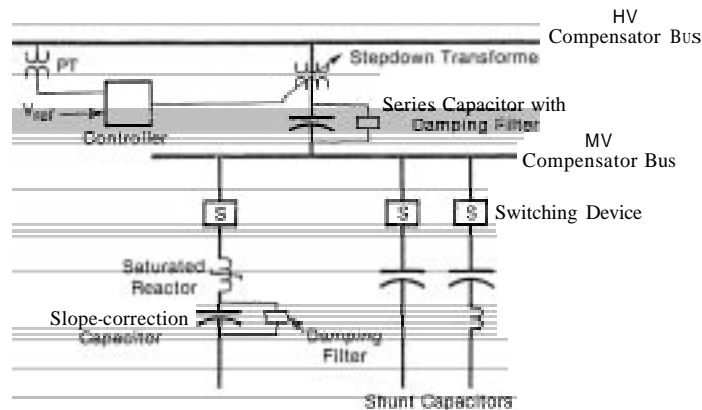 HV
Compensator Bus
PT
Stepdown Transforme
Vref
Controller
Series Capacitor with
Damping Filter
MV
Compensator Bus
S
S
S
Switching Device
Saturated
Reactor
Slope-correction
Capacitor
Damping
Filter
Shunt Capacitors